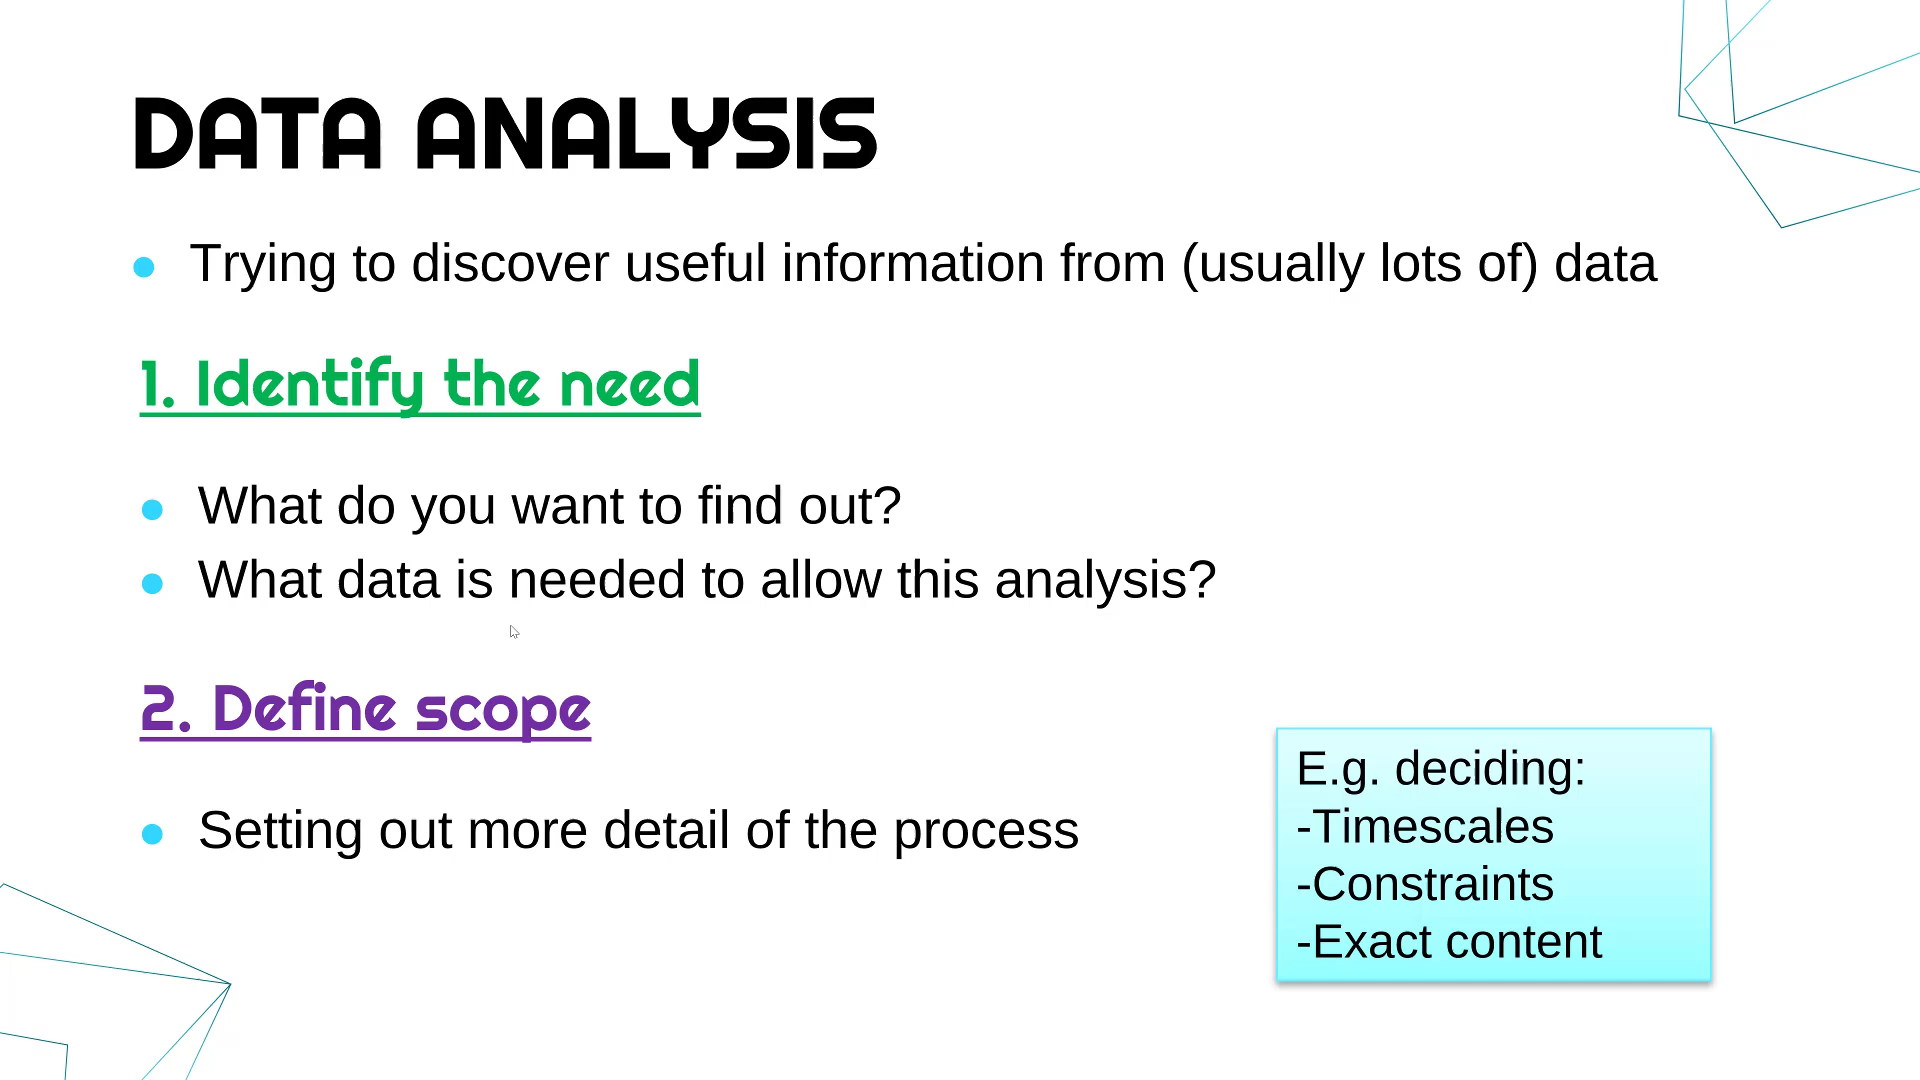 DATA ANALYSIS
Trying to discover useful information from (usually lots of) data
1. Identify the need
What do you want to find out?
What data is needed to allow this analysis?
2. Define scope
Setting out more detail of the process
E.g. deciding:
-Timescales
-Constraints
-Exact content